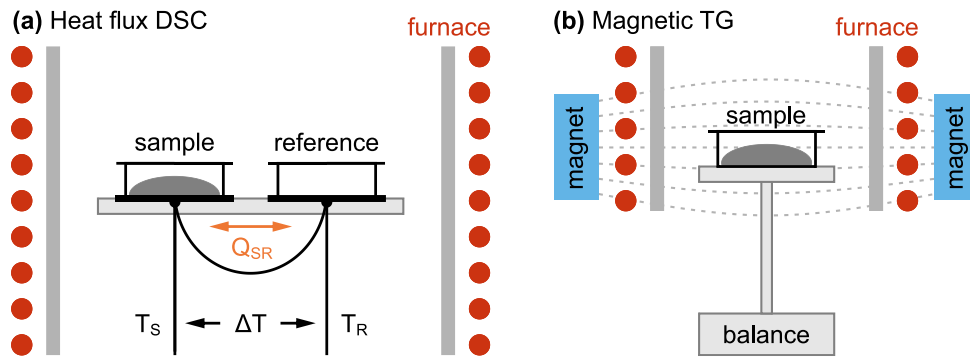 (a) Heat flux DSC
furnace
sample
reference
Q_SR
T_S
ΔT
T_R
(b) Magnetic TG
furnace
magnet
sample
magnet
balance